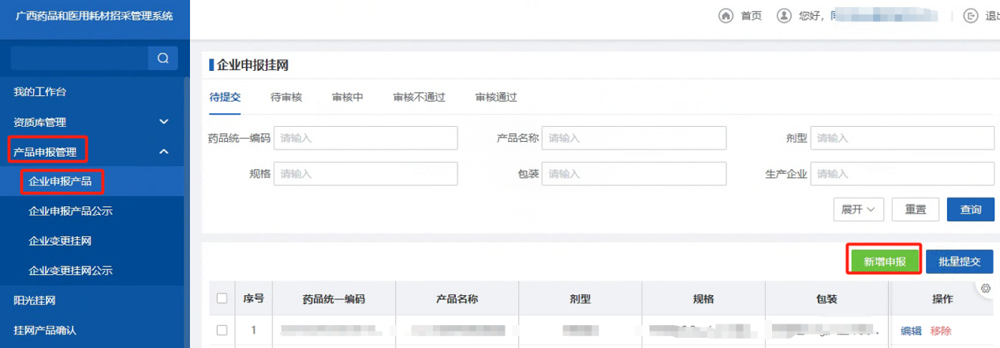 广西药品和医用耗材招采管理系统
首页 您好，同 退出
我的工作台
资质库管理
产品申报管理
企业申报产品
企业申报产品公示
企业变更挂网
企业变更挂网公示
阳光挂网
挂网产品确认
企业申报挂网
待提交 待审核 审核中 审核不通过 审核通过
药品统一编码 请输入 产品名称 请输入 剂型 请输入
规格 请输入 包装 请输入 生产企业 请输入
展开 重置 查询
新增申报 批量提交
序号 药品统一编码 产品名称 剂型 规格 包装 操作
1 编辑 移除